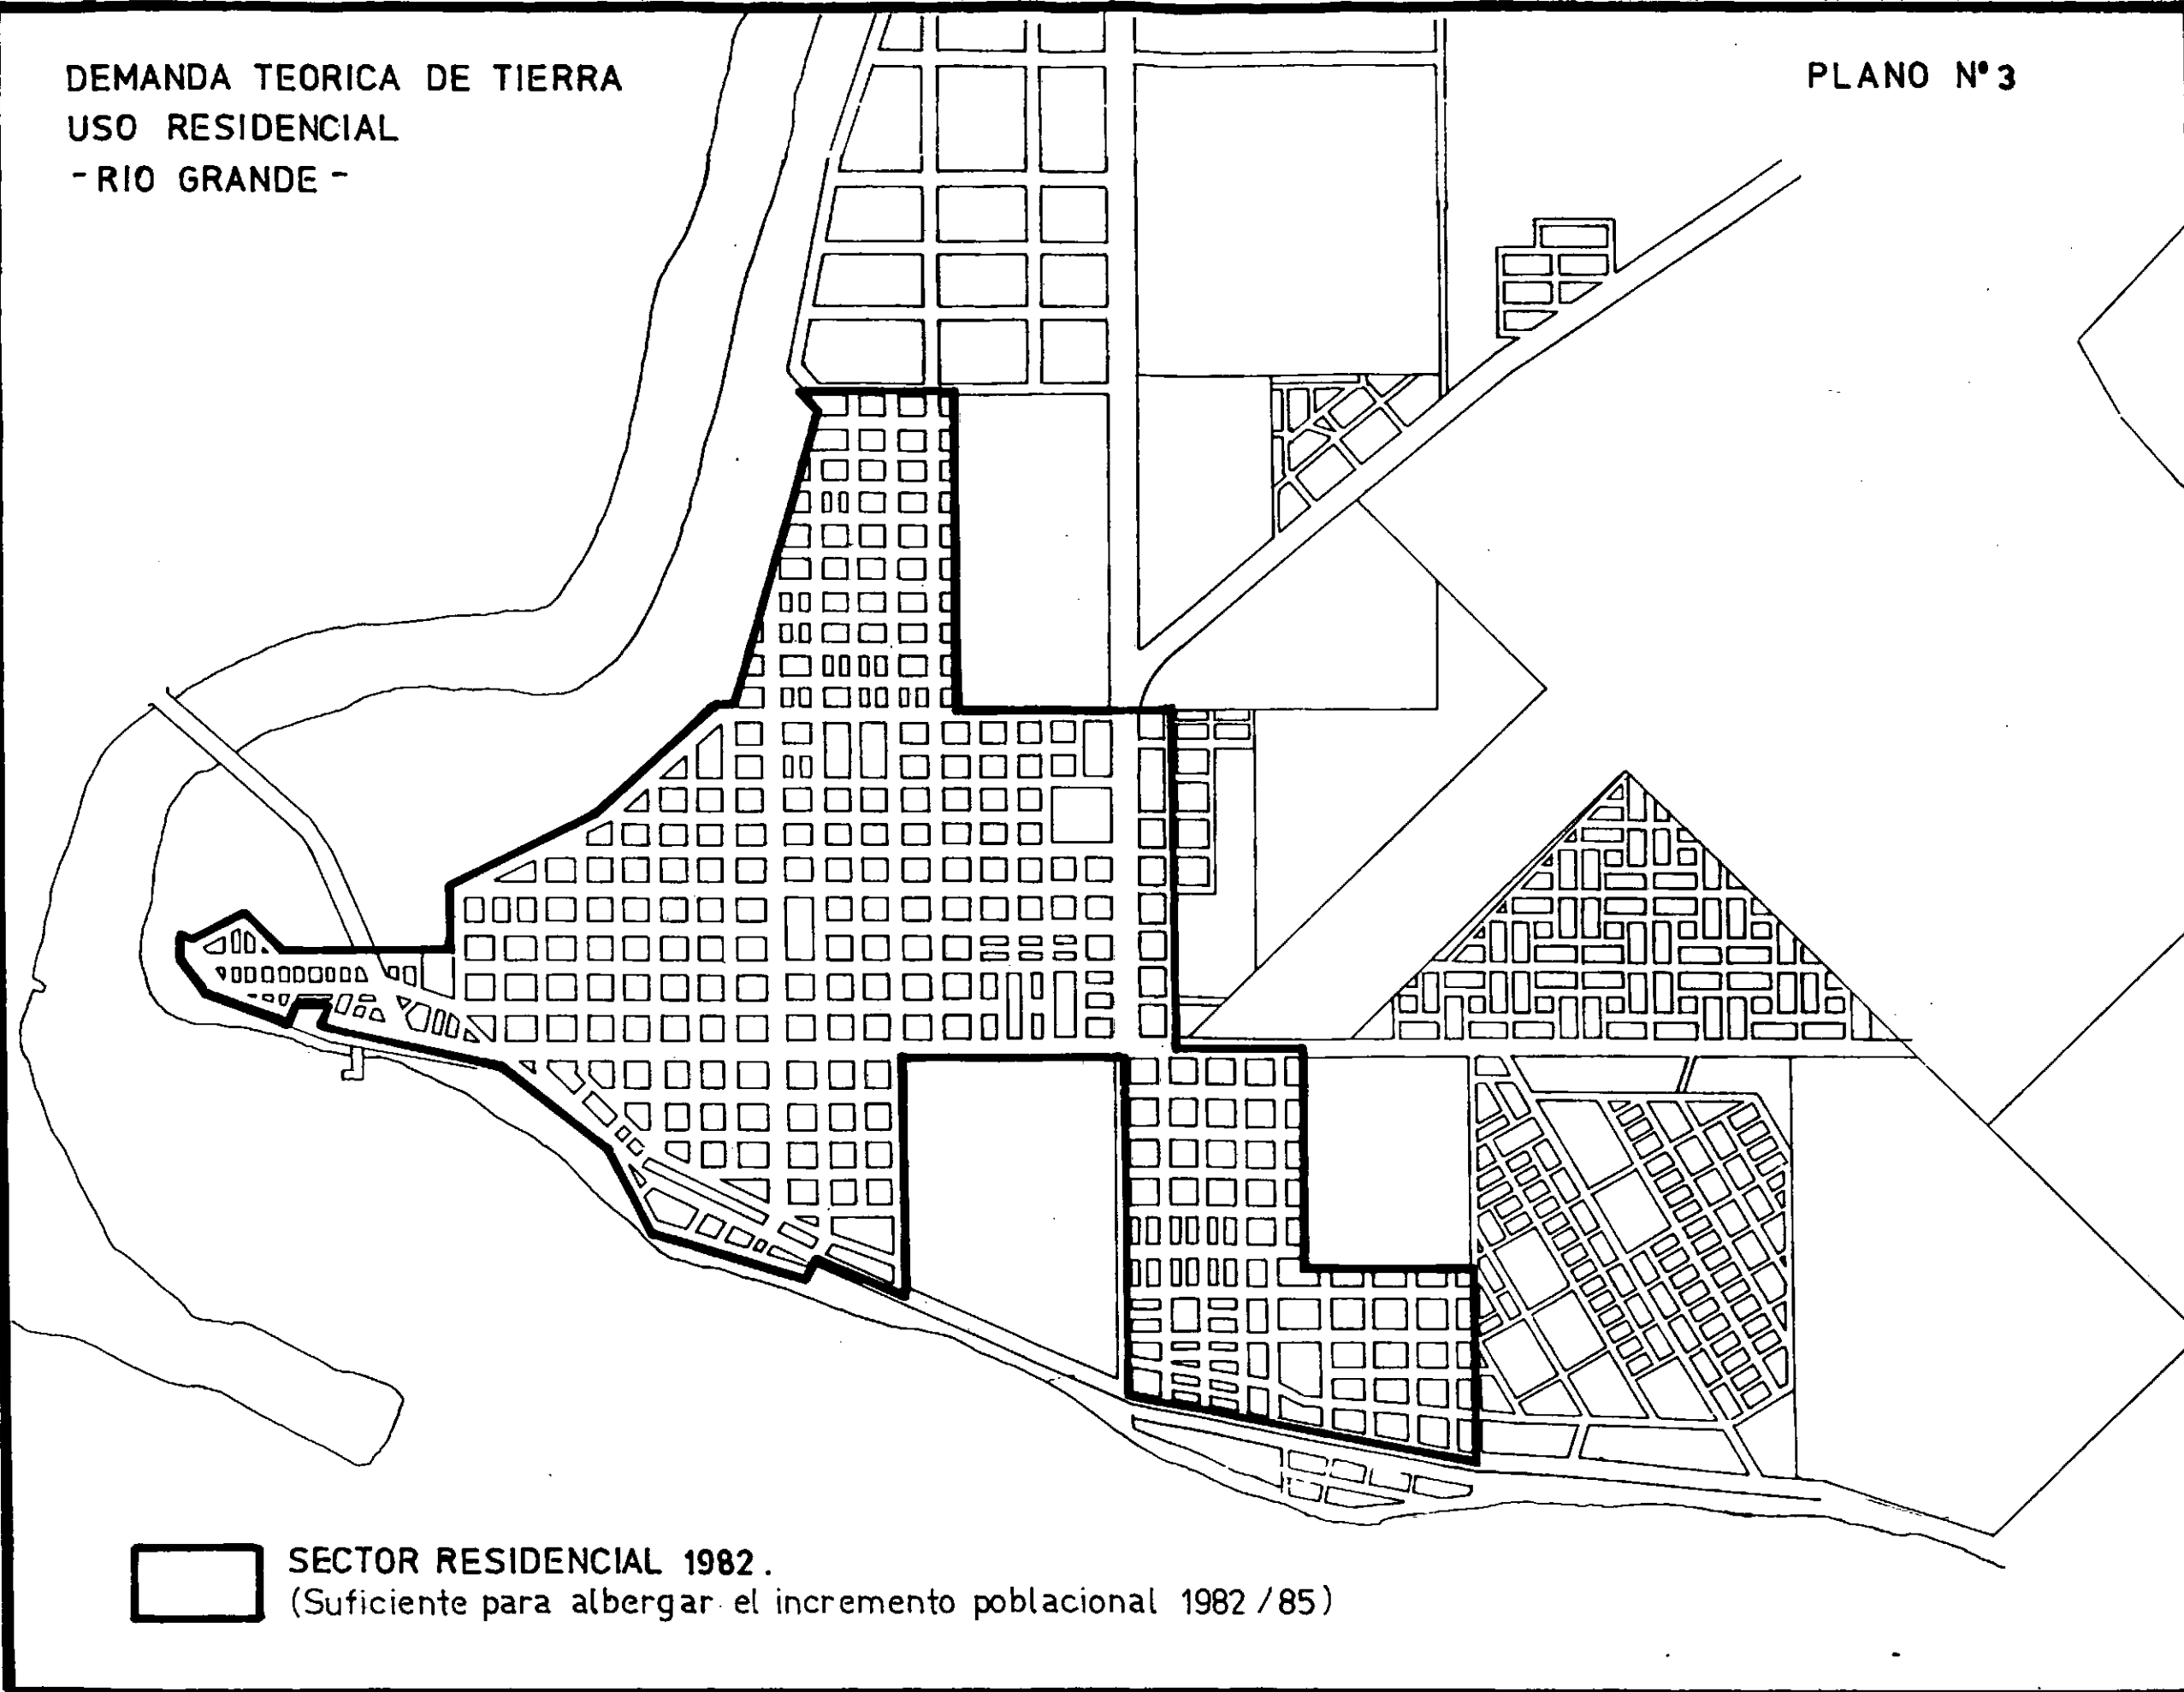 DEMANDA TEORICA DE TIERRA
USO RESIDENCIAL
- RIO GRANDE -
PLANO Nº 3
SECTOR RESIDENCIAL 1982.
(Suficiente para albergar el incremento poblacional 1982/85)